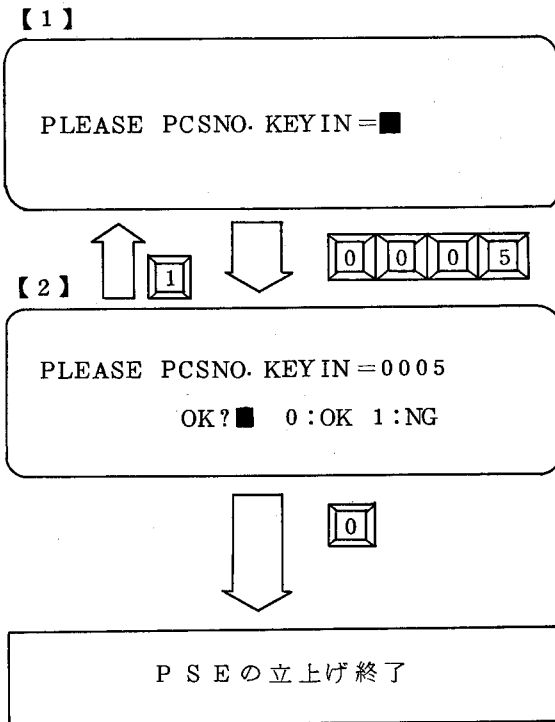 【1】
PLEASE PCSNO. KEYIN=■
1
0 0 0 5
【2】
PLEASE PCSNO. KEYIN=0005
OK?■ 0:OK 1:NG
0
PSEの立上げ終了